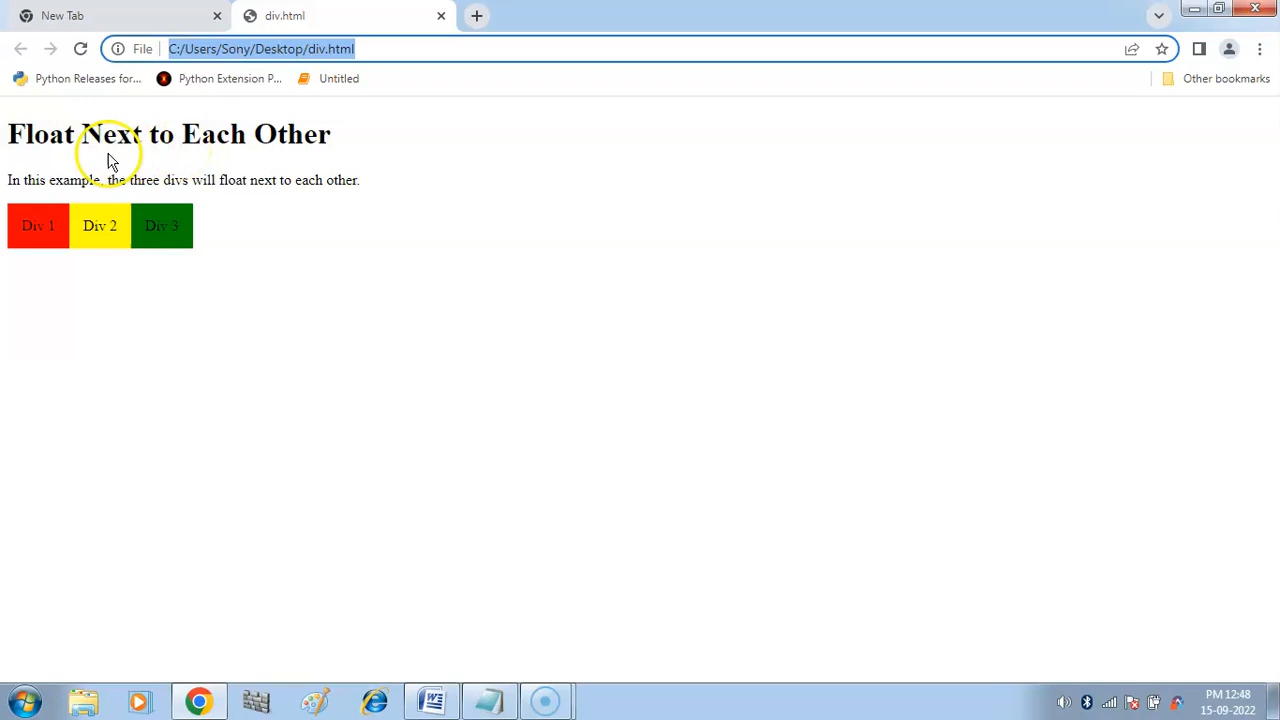 New Tab
div.html
File
C:/Users/Sony/Desktop/div.html
Python Releases for...
Python Extension P...
Untitled
Other bookmarks
Float Next to Each Other
In this example, the three divs will float next to each other.
Div 1
Div 2
Div 3
PM 12:48
15-09-2022